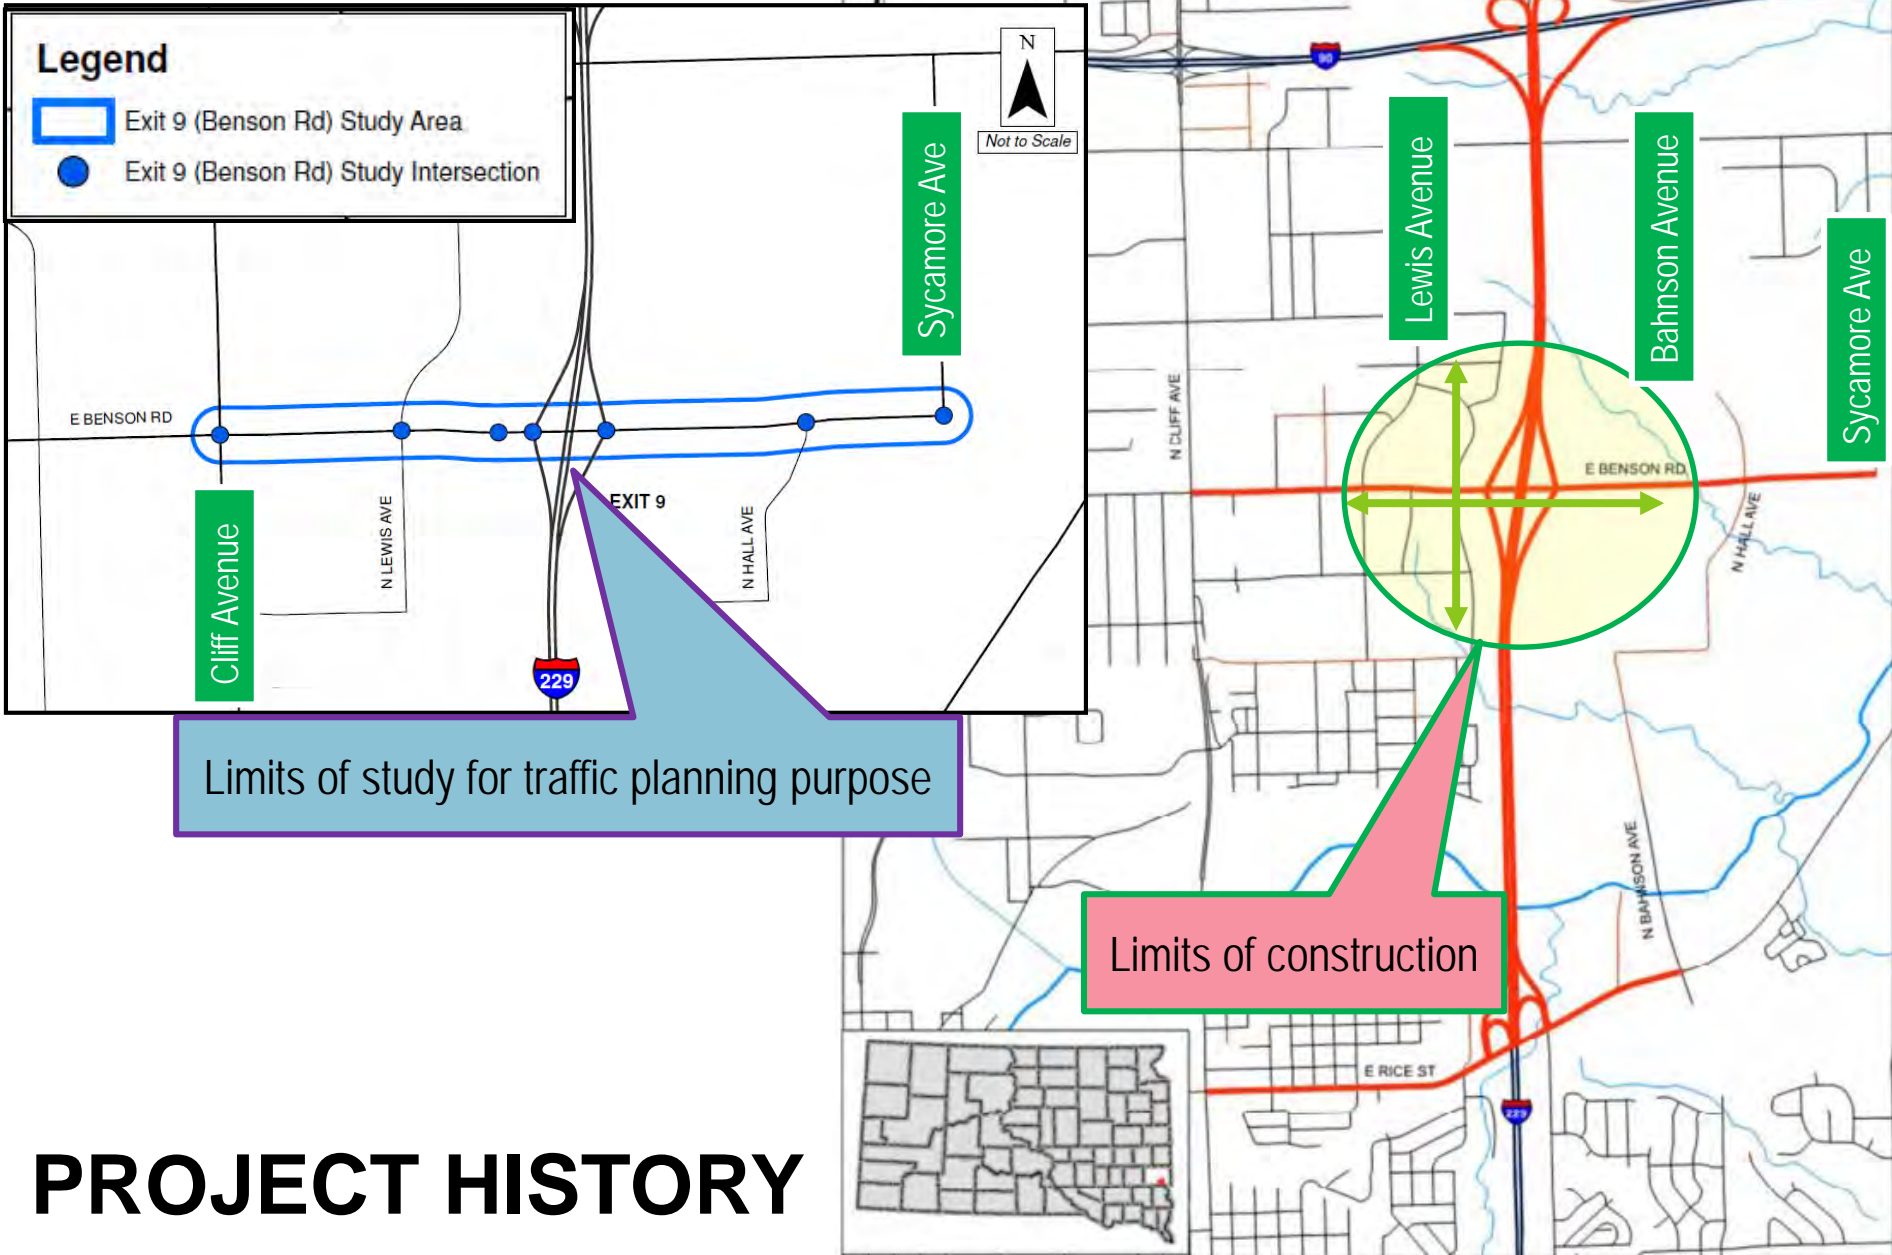 Legend
Exit 9 (Benson Rd) Study Area
Exit 9 (Benson Rd) Study Intersection
N
Not to Scale
Sycamore Ave
E BENSON RD
Cliff Avenue
N LEWIS AVE
EXIT 9
N HALL AVE
229
Limits of study for traffic planning purpose
90
Lewis Avenue
Bahnson Avenue
Sycamore Ave
N CLIFF AVE
E BENSON RD
N HALL AVE
N BAHNSON AVE
Limits of construction
E RICE ST
229
PROJECT HISTORY